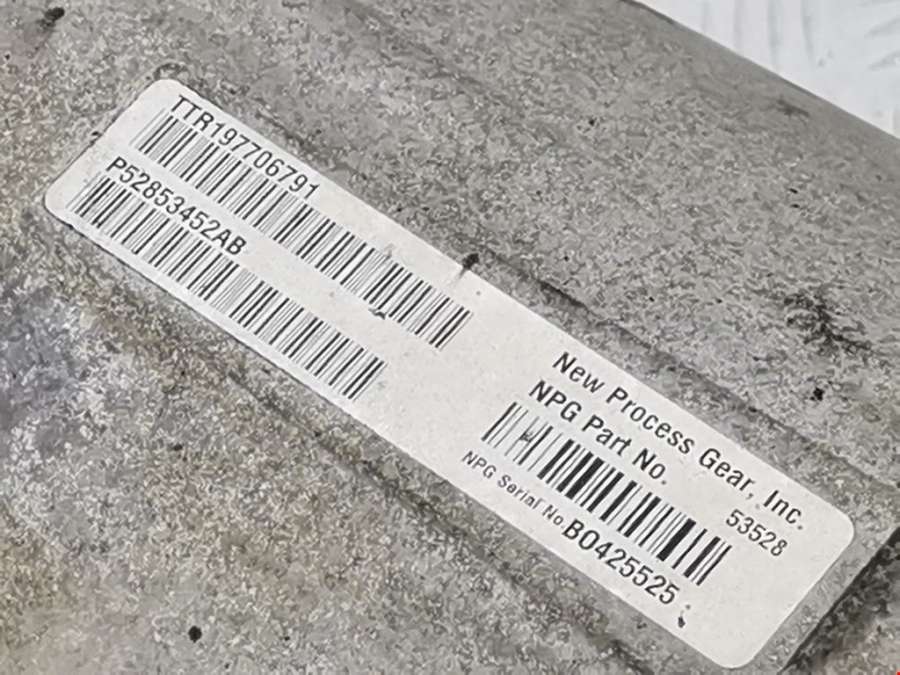 TTR197706791
P52853452AB
New Process Gear, Inc.
NPG Part No.
53528
NPG Serial No. B0425525